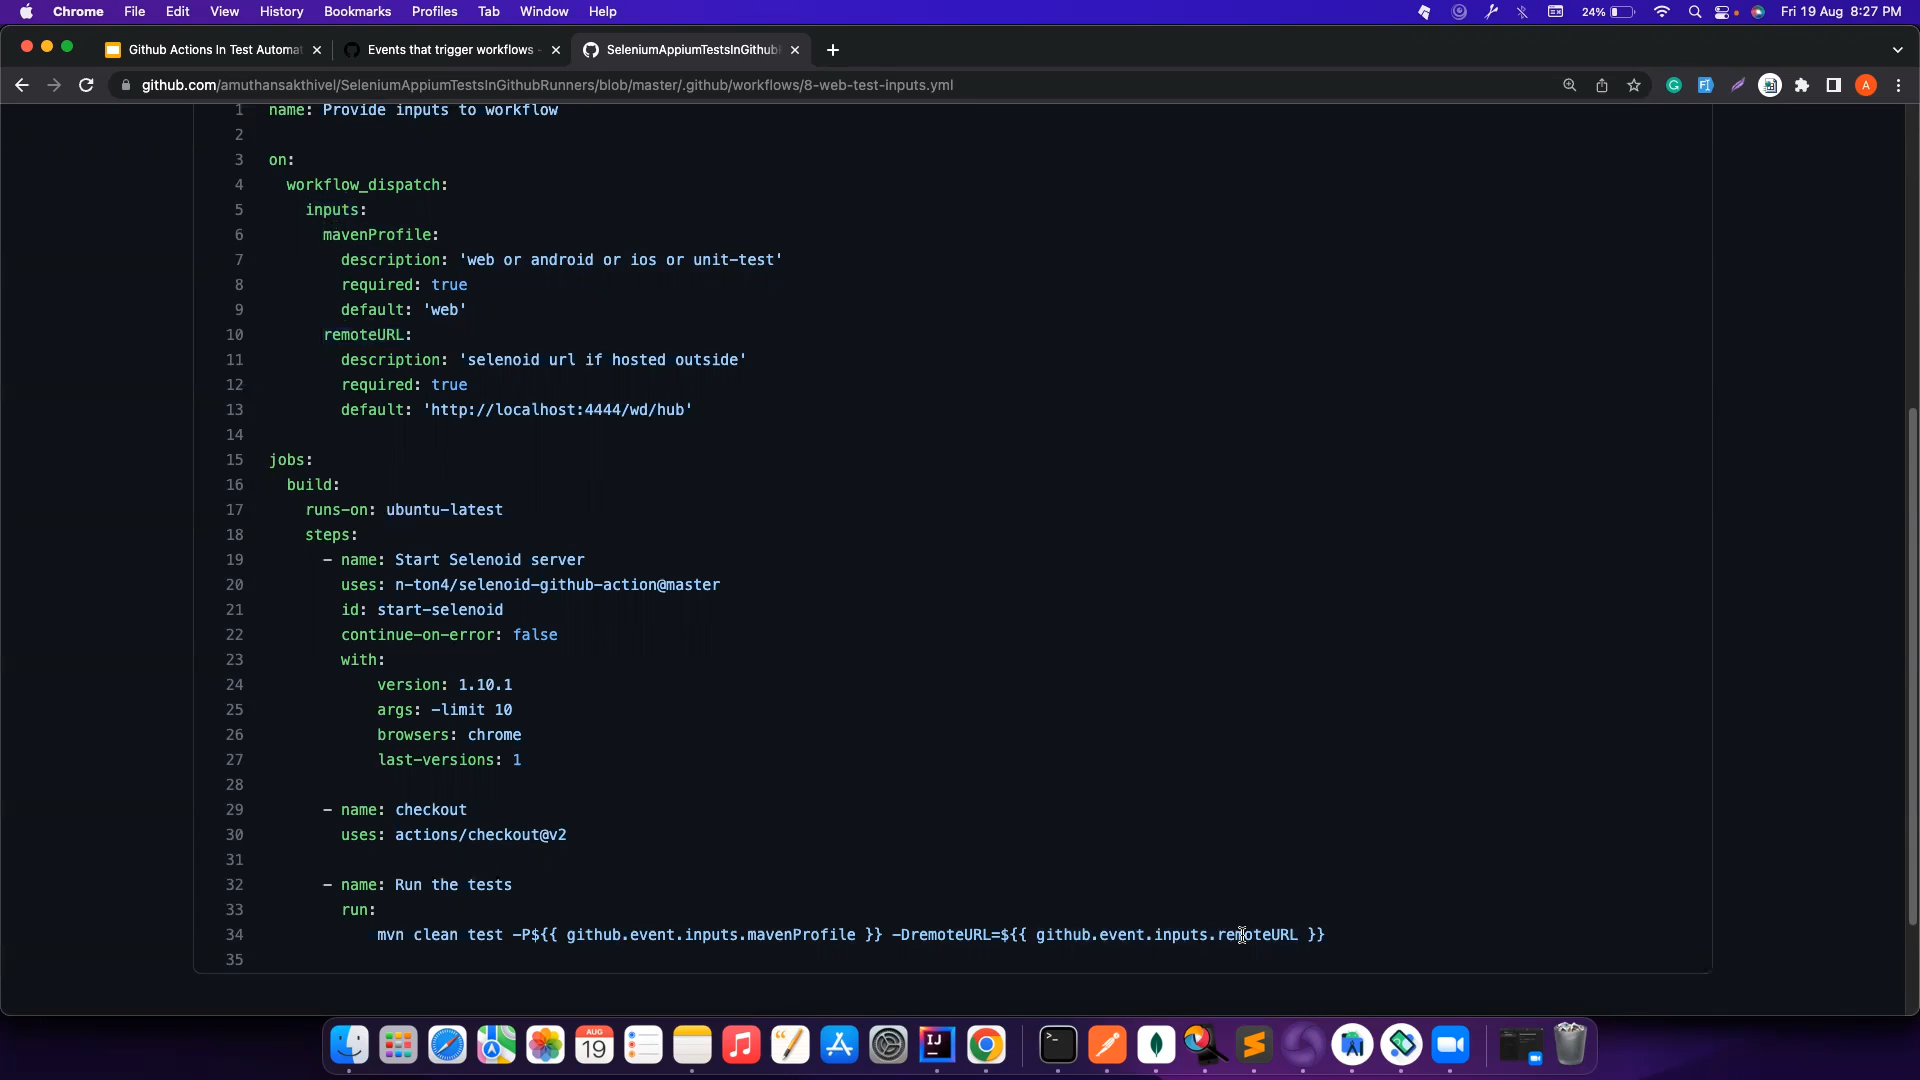 Chrome File Edit View History Bookmarks Profiles Tab Window Help 24% Fri 19 Aug 8:27 PM
Github Actions In Test Automat Events that trigger workflows - SeleniumAppiumTestsInGithub
github.com/amuthansakthivel/SeleniumAppiumTestsInGithubRunners/blob/master/.github/workflows/8-web-test-inputs.yml A
1 name: Provide inputs to workflow
2
3 on:
4 workflow_dispatch:
5 inputs:
6 mavenProfile:
7 description: 'web or android or ios or unit-test'
8 required: true
9 default: 'web'
10 remoteURL:
11 description: 'selenoid url if hosted outside'
12 required: true
13 default: 'http://localhost:4444/wd/hub'
14
15 jobs:
16 build:
17 runs-on: ubuntu-latest
18 steps:
19 - name: Start Selenoid server
20 uses: n-ton4/selenoid-github-action@master
21 id: start-selenoid
22 continue-on-error: false
23 with:
24 version: 1.10.1
25 args: -limit 10
26 browsers: chrome
27 last-versions: 1
28
29 - name: checkout
30 uses: actions/checkout@v2
31
32 - name: Run the tests
33 run:
34 mvn clean test -P${{ github.event.inputs.mavenProfile }} -DremoteURL=${{ github.event.inputs.remoteURL }}
35
AUG
19
IJ